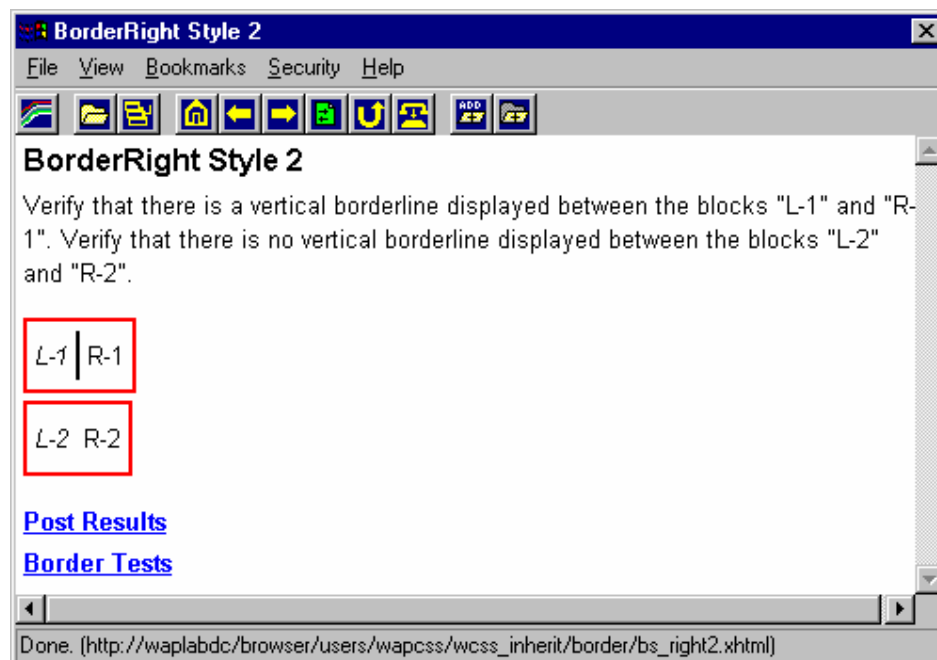 BorderRight Style 2
File View Bookmarks Security Help
ADD
BorderRight Style 2
Verify that there is a vertical borderline displayed between the blocks "L-1" and "R-
1". Verify that there is no vertical borderline displayed between the blocks "L-2"
and "R-2".
L-1 R-1
L-2 R-2
Post Results
Border Tests
Done. (http://waplabdc/browser/users/wapcss/wcss_inherit/border/bs_right2.xhtml)